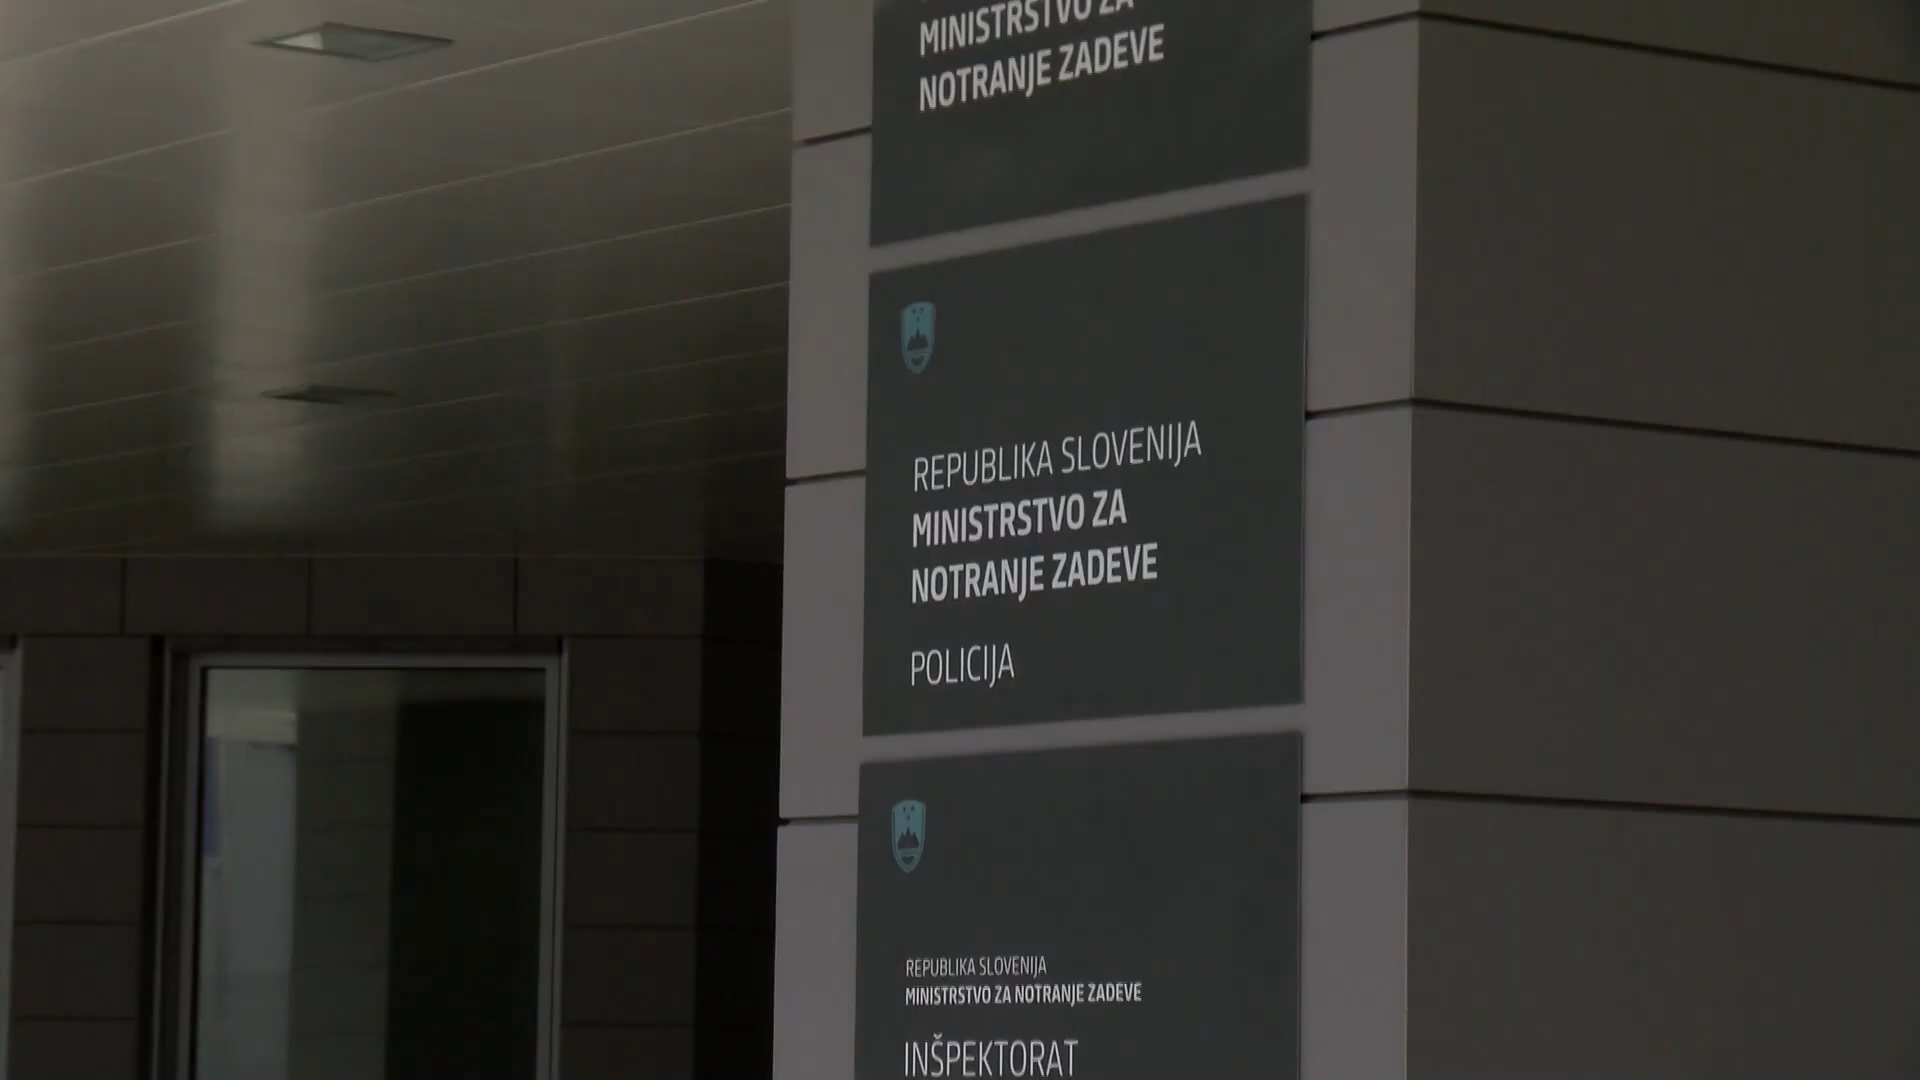 MINISTRSTVO ZA
NOTRANJE ZADEVE
REPUBLIKA SLOVENIJA
MINISTRSTVO ZA
NOTRANJE ZADEVE
POLICIJA
REPUBLIKA SLOVENIJA
MINISTRSTVO ZA NOTRANJE ZADEVE
INŠPEKTORAT